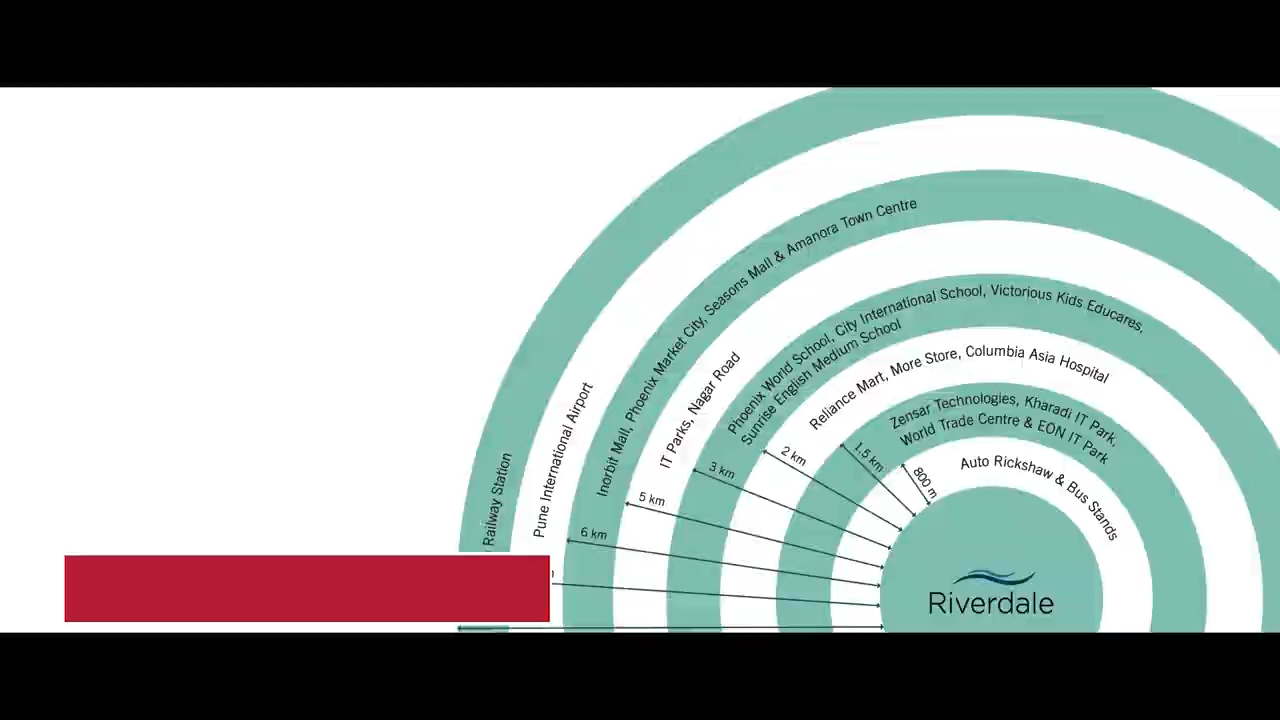 Railway Station
Pune International Airport
Inorbit Mall, Phoenix Market City, Seasons Mall & Amanora Town Centre
IT Parks, Nagar Road
Phoenix World School, City International School, Victorious Kids Educares,
Sunrise English Medium School
Reliance Mart, More Store, Columbia Asia Hospital
Zensar Technologies, Kharadi IT Park,
World Trade Centre & EON IT Park
Auto Rickshaw & Bus Stands
800 m
1.5 km
2 km
3 km
5 km
6 km
Riverdale